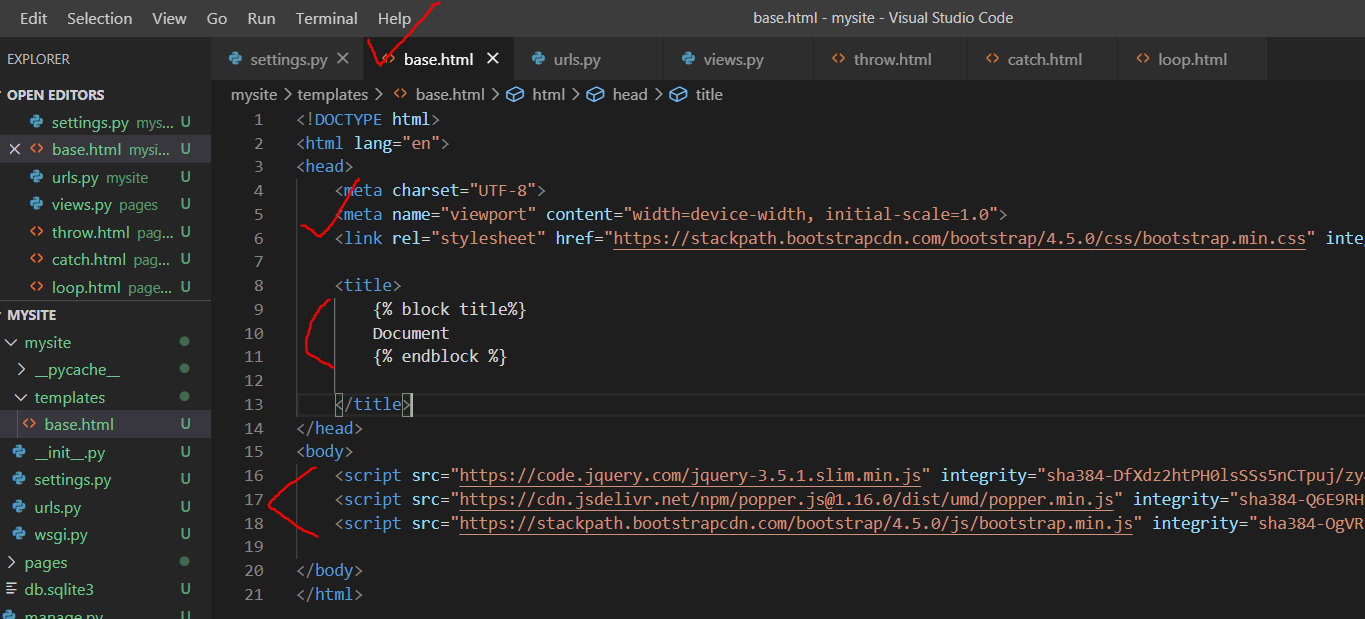 Edit Selection View Go Run Terminal Help base.html - mysite - Visual Studio Code
EXPLORER
settings.py base.html urls.py views.py throw.html catch.html loop.html
OPEN EDITORS
settings.py mys... U
base.html mysi... U
urls.py mysite U
views.py pages U
throw.html pag... U
catch.html pag... U
loop.html page... U
MYSITE
mysite
__pycache__
templates
base.html U
__init__.py U
settings.py U
urls.py U
wsgi.py U
pages
db.sqlite3 U
manage.py U
mysite > templates > base.html > html > head > title
1 <!DOCTYPE html>
2 <html lang="en">
3 <head>
4 <meta charset="UTF-8">
5 <meta name="viewport" content="width=device-width, initial-scale=1.0">
6 <link rel="stylesheet" href="https://stackpath.bootstrapcdn.com/bootstrap/4.5.0/css/bootstrap.min.css" inte
7
8 <title>
9 {% block title%}
10 Document
11 {% endblock %}
12
13 </title>
14 </head>
15 <body>
16 <script src="https://code.jquery.com/jquery-3.5.1.slim.min.js" integrity="sha384-DfXdz2htPH0lsSSs5nCTpuj/zy
17 <script src="https://cdn.jsdelivr.net/npm/popper.js@1.16.0/dist/umd/popper.min.js" integrity="sha384-Q6E9RH
18 <script src="https://stackpath.bootstrapcdn.com/bootstrap/4.5.0/js/bootstrap.min.js" integrity="sha384-OgVR
19
20 </body>
21 </html>